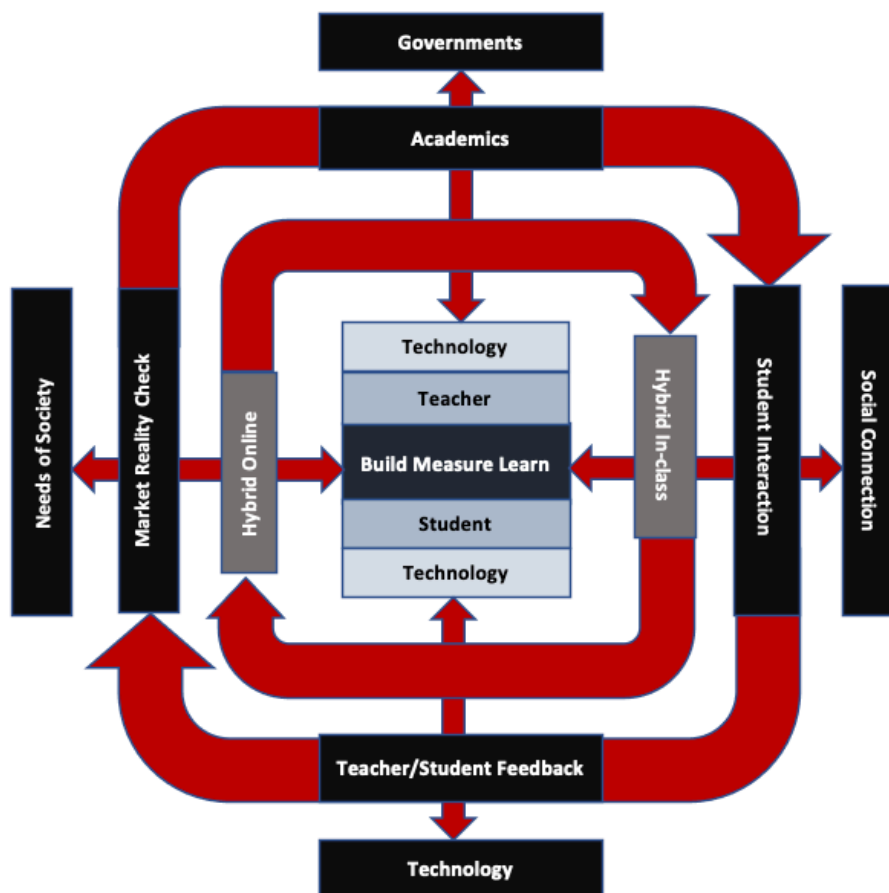 Governments
Academics
Needs of Society
Market Reality Check
Hybrid Online
Technology
Teacher
Build Measure Learn
Student
Technology
Hybrid In-class
Student Interaction
Social Connection
Teacher/Student Feedback
Technology